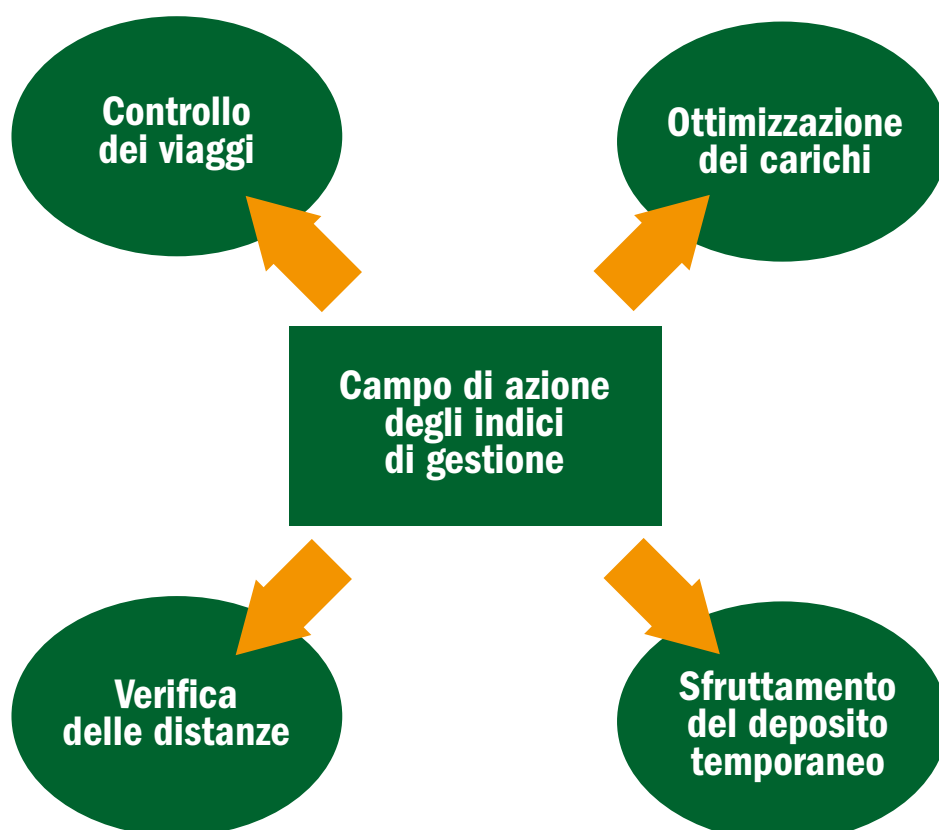 Controllo
dei viaggi
Ottimizzazione
dei carichi
Campo di azione
degli indici
di gestione
Verifica
delle distanze
Sfruttamento
del deposito
temporaneo